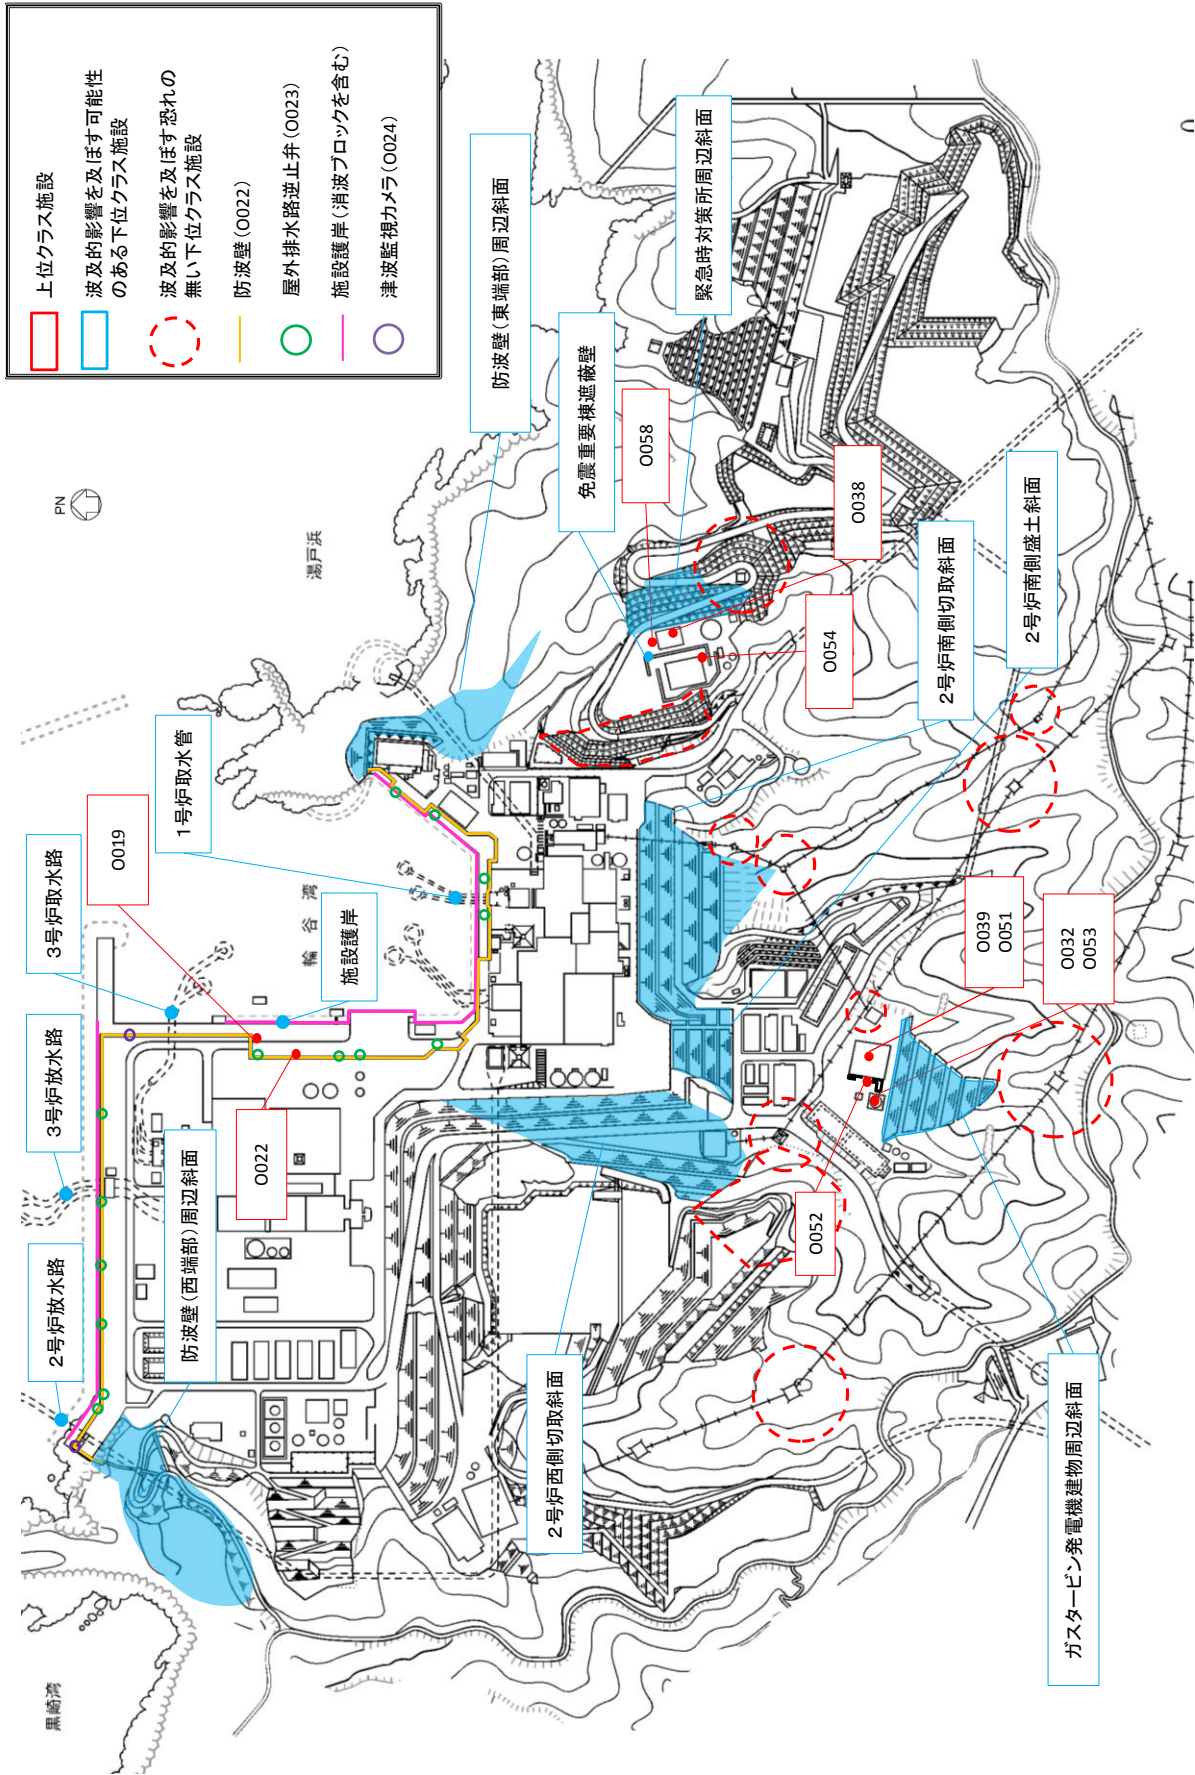 上位クラス施設
波及的影響を及ぼす可能性
のある下位クラス施設
波及的影響を及ぼす恐れの
無い下位クラス施設
防波壁(O022)
屋外排水路逆止弁(O023)
施設護岸(消波ブロックを含む)
津波監視カメラ(O024)
PN
黒崎湾
湯戸浜
輪谷湾
2号炉放水路
3号炉放水路
3号炉取水路
O019
1号炉取水管
施設護岸
O022
防波壁(西端部)周辺斜面
防波壁(東端部)周辺斜面
免震重要棟遮蔽壁
O058
緊急時対策所周辺斜面
O038
O054
2号炉南側切取斜面
2号炉南側盛土斜面
O039
O051
O032
O053
O052
2号炉西側切取斜面
ガスタービン発電機建物周辺斜面
0